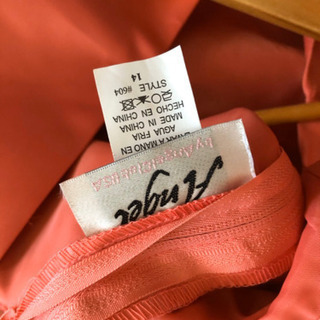 LAVAR A MANO EN
AGUA FRIA
MADE IN CHINA
HECHO EN CHINA
STYLE #604
14
Angel